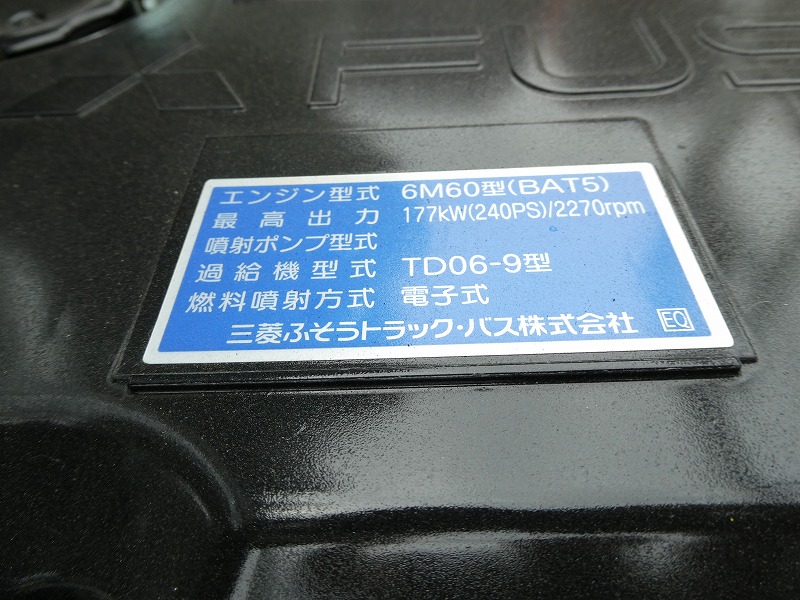 FUS
エンジン型式 6M60型(BAT5)
最高出力 177kW(240PS)/2270rpm
噴射ポンプ型式
過給機型式 TD06-9型
燃料噴射方式 電子式
三菱ふそうトラック・バス株式会社 EQ